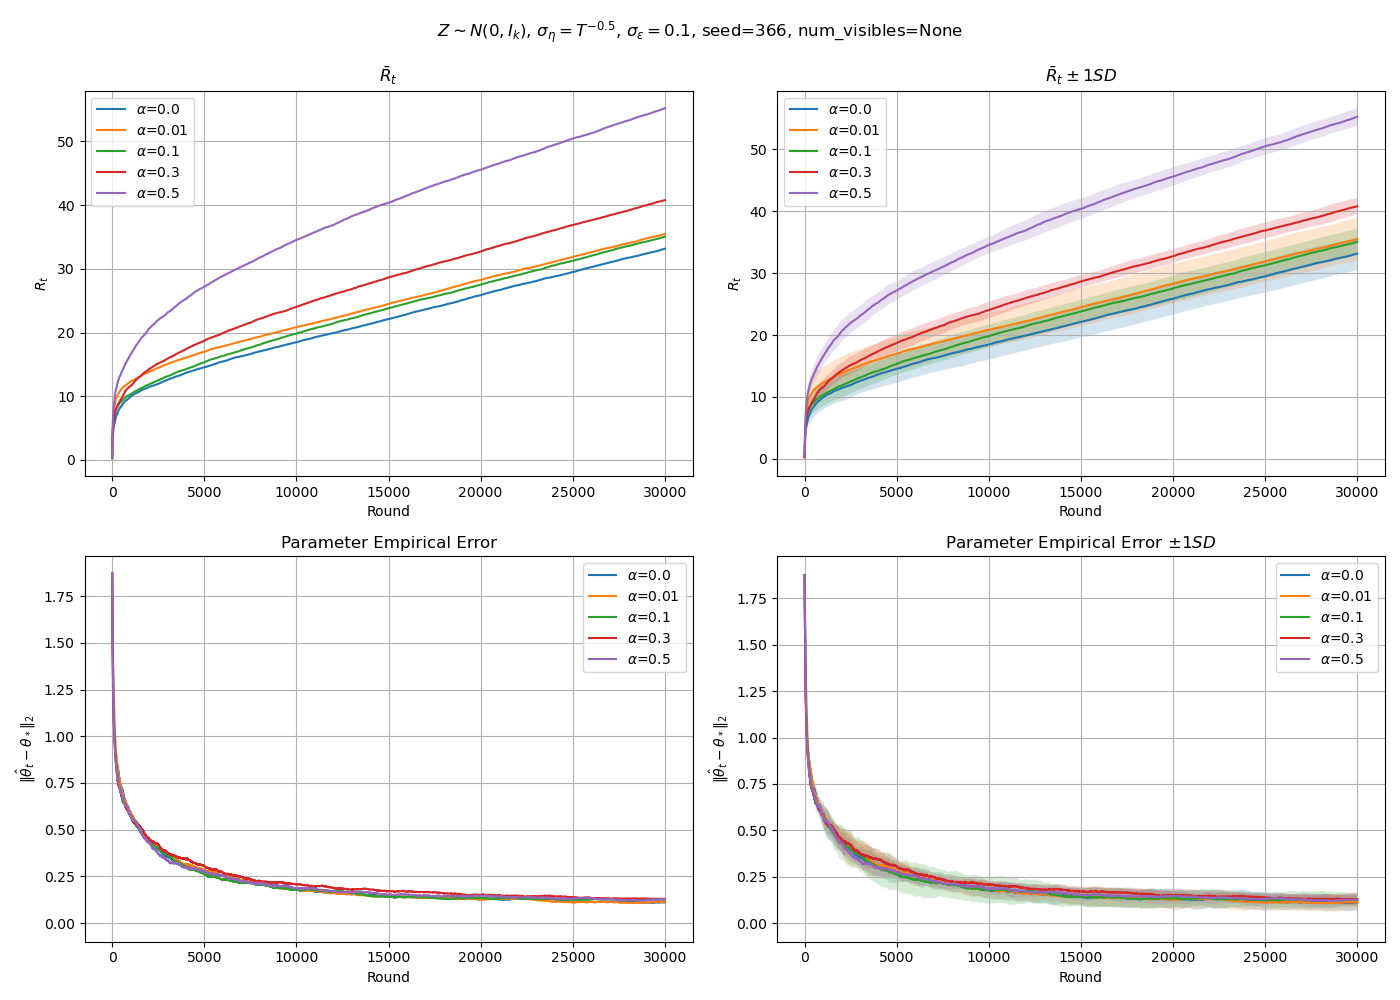 Z ∼ N(0, I_k), σ_η = T^{−0.5}, σ_ε = 0.1, seed=366, num_visibles=None
R̄_t
α=0.0
α=0.01
α=0.1
α=0.3
α=0.5
50
40
30
20
10
0
R_t
0 5000 10000 15000 20000 25000 30000
Round
R̄_t ± 1SD
α=0.0
α=0.01
α=0.1
α=0.3
α=0.5
50
40
30
20
10
0
R_t
0 5000 10000 15000 20000 25000 30000
Round
Parameter Empirical Error
α=0.0
α=0.01
α=0.1
α=0.3
α=0.5
1.75
1.50
1.25
1.00
0.75
0.50
0.25
0.00
‖θ̂_t − θ_*‖_2
0 5000 10000 15000 20000 25000 30000
Round
Parameter Empirical Error ±1SD
α=0.0
α=0.01
α=0.1
α=0.3
α=0.5
1.75
1.50
1.25
1.00
0.75
0.50
0.25
0.00
‖θ̂_t − θ_*‖_2
0 5000 10000 15000 20000 25000 30000
Round